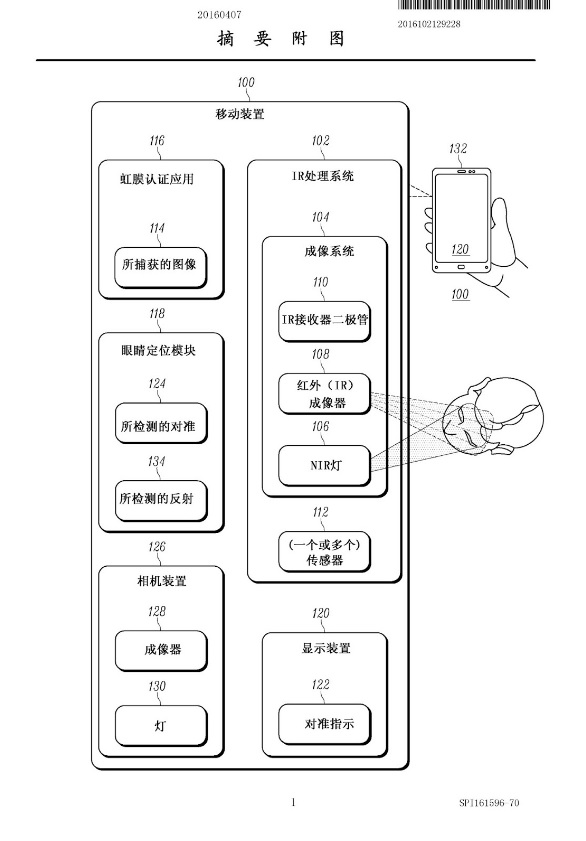 20160407
2016102129228
摘 要 附 图
100
移动装置
116
虹膜认证应用
114
所捕获的图像
118
眼睛定位模块
124
所检测的对准
134
所检测的反射
126
相机装置
128
成像器
130
灯
102
IR处理系统
104
成像系统
110
IR接收器二极管
108
红外（IR）
成像器
106
NIR灯
112
(一个或多个)
传感器
120
显示装置
122
对准指示
132
120
100
1
SPI161596-70